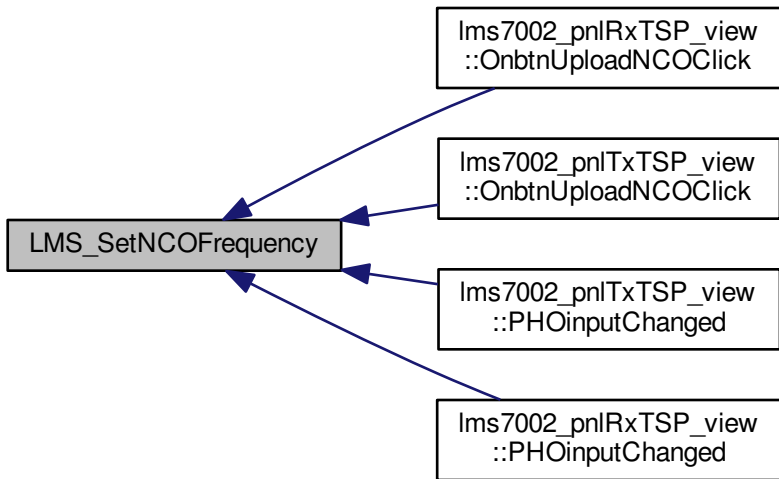 lms7002_pnlRxTSP_view
::OnbtnUploadNCOClick
lms7002_pnlTxTSP_view
::OnbtnUploadNCOClick
LMS_SetNCOFrequency
lms7002_pnlTxTSP_view
::PHOinputChanged
lms7002_pnlRxTSP_view
::PHOinputChanged